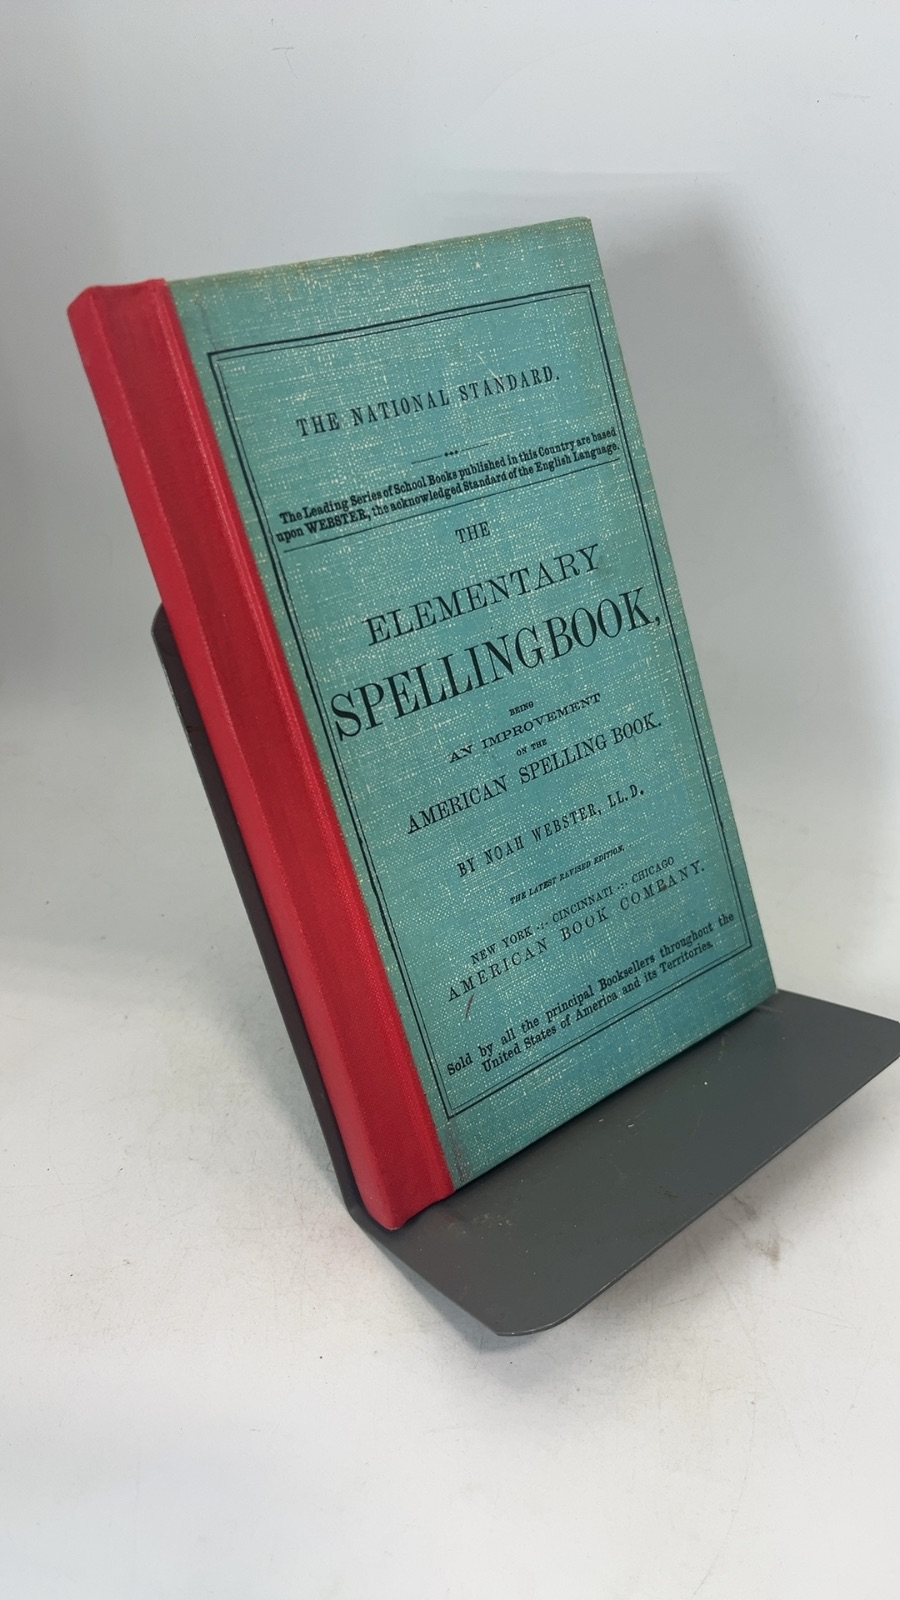 THE NATIONAL STANDARD.
The Leading Series of School Books published in this Country are based
upon WEBSTER, the acknowledged Standard of the English Language.
THE
ELEMENTARY
SPELLING BOOK,
BEING
AN IMPROVEMENT
ON THE
AMERICAN SPELLING BOOK.
BY NOAH WEBSTER, LL.D.
THE LATEST REVISED EDITION.
NEW YORK .:. CINCINNATI .:. CHICAGO
AMERICAN BOOK COMPANY.
Sold by all the principal Booksellers throughout the
United States of America and its Territories.